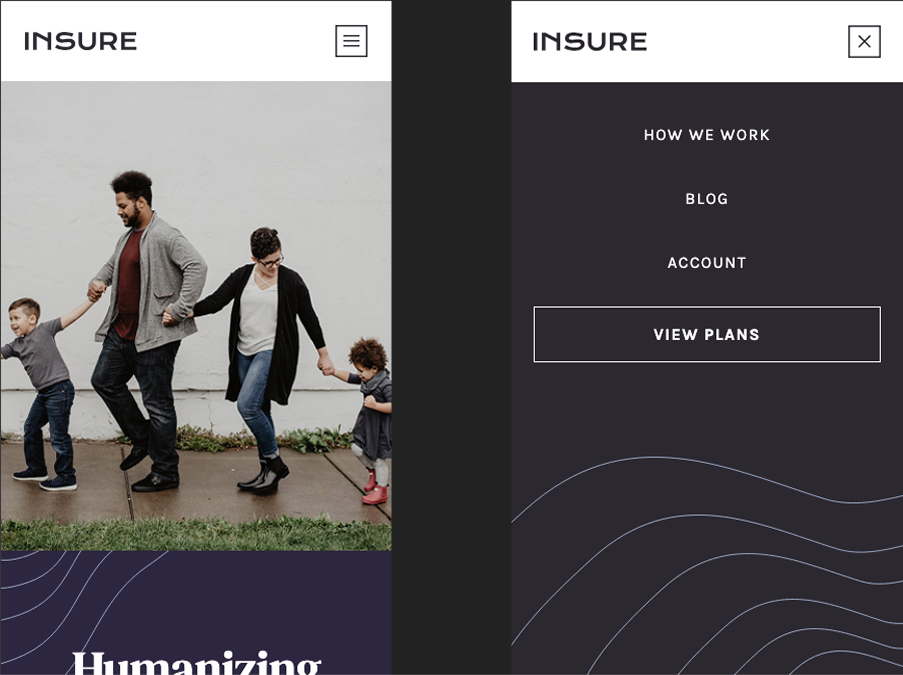 INSURE
Humanizing
INSURE
HOW WE WORK
BLOG
ACCOUNT
VIEW PLANS